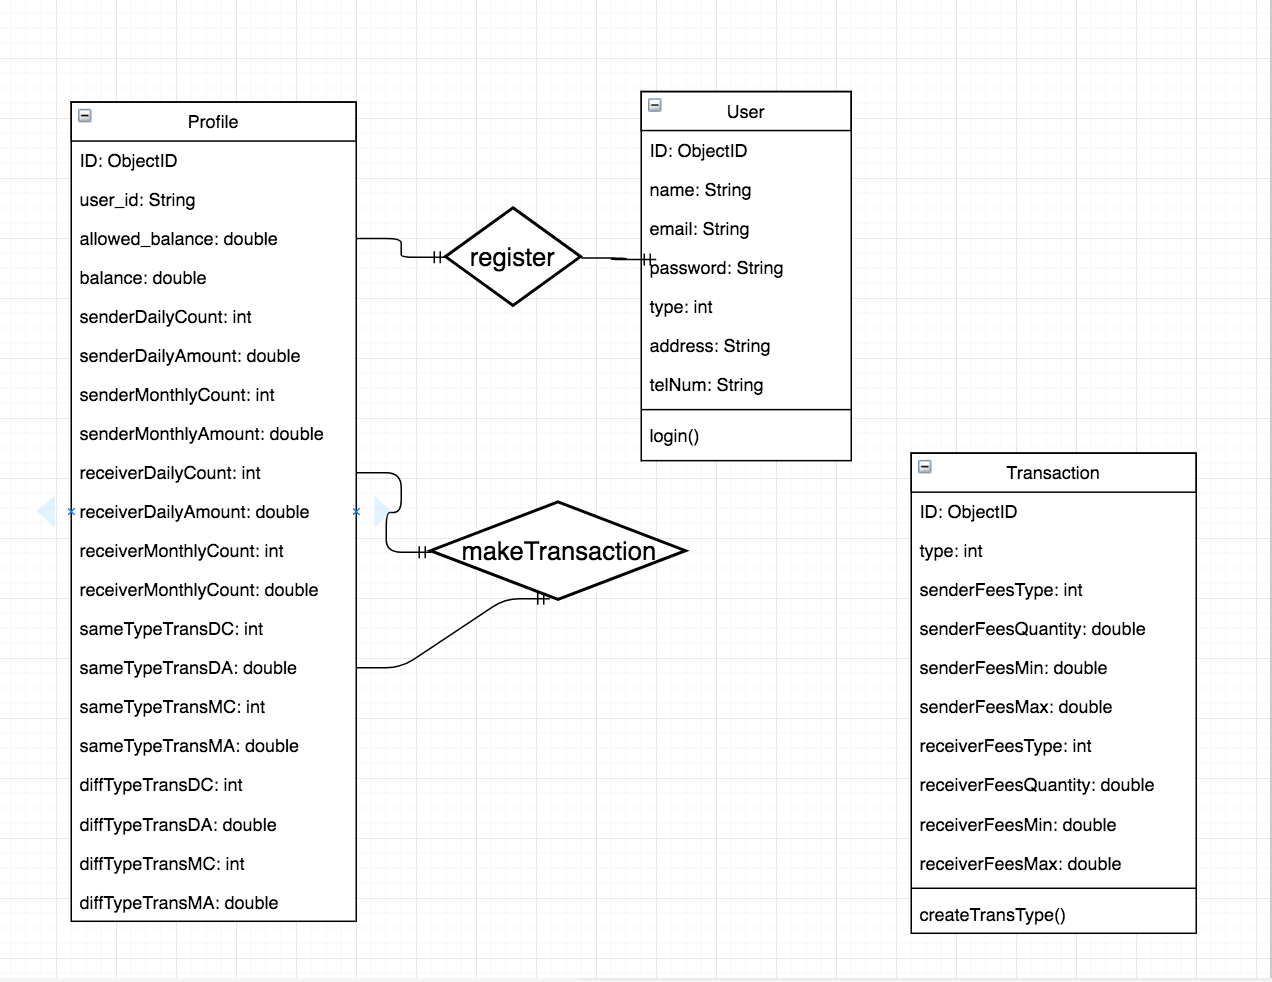 Profile
ID: ObjectID
user_id: String
allowed_balance: double
balance: double
senderDailyCount: int
senderDailyAmount: double
senderMonthlyCount: int
senderMonthlyAmount: double
receiverDailyCount: int
receiverDailyAmount: double
receiverMonthlyCount: int
receiverMonthlyCount: double
sameTypeTransDC: int
sameTypeTransDA: double
sameTypeTransMC: int
sameTypeTransMA: double
diffTypeTransDC: int
diffTypeTransDA: double
diffTypeTransMC: int
diffTypeTransMA: double
register
makeTransaction
User
ID: ObjectID
name: String
email: String
password: String
type: int
address: String
telNum: String
login()
Transaction
ID: ObjectID
type: int
senderFeesType: int
senderFeesQuantity: double
senderFeesMin: double
senderFeesMax: double
receiverFeesType: int
receiverFeesQuantity: double
receiverFeesMin: double
receiverFeesMax: double
createTransType()